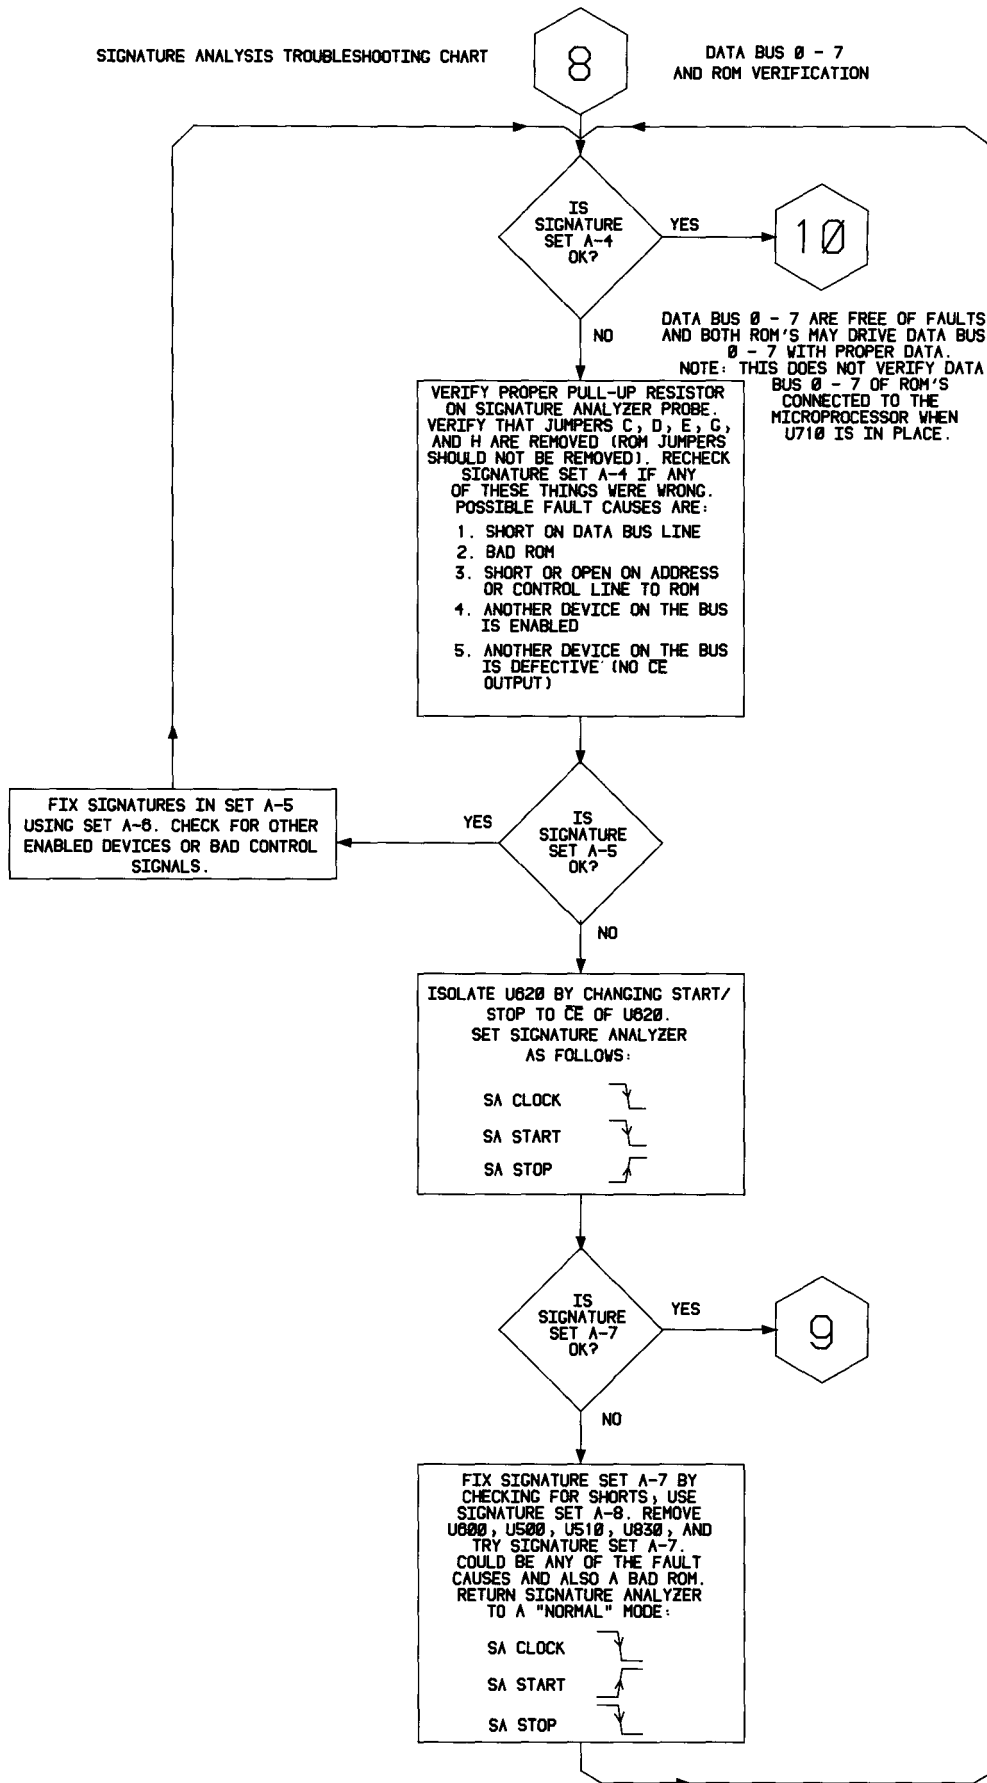 SIGNATURE ANALYSIS TROUBLESHOOTING CHART
8
DATA BUS 0 - 7
AND ROM VERIFICATION
IS
SIGNATURE
SET A-4
OK?
YES
10
NO
DATA BUS 0 - 7 ARE FREE OF FAULTS
AND BOTH ROM'S MAY DRIVE DATA BUS
0 - 7 WITH PROPER DATA.
NOTE: THIS DOES NOT VERIFY DATA
BUS 0 - 7 OF ROM'S
CONNECTED TO THE
MICROPROCESSOR WHEN
U710 IS IN PLACE.
VERIFY PROPER PULL-UP RESISTOR
ON SIGNATURE ANALYZER PROBE.
VERIFY THAT JUMPERS C, D, E, G,
AND H ARE REMOVED (ROM JUMPERS
SHOULD NOT BE REMOVED). RECHECK
SIGNATURE SET A-4 IF ANY
OF THESE THINGS WERE WRONG.
POSSIBLE FAULT CAUSES ARE:
1. SHORT ON DATA BUS LINE
2. BAD ROM
3. SHORT OR OPEN ON ADDRESS
OR CONTROL LINE TO ROM
4. ANOTHER DEVICE ON THE BUS
IS ENABLED
5. ANOTHER DEVICE ON THE BUS
IS DEFECTIVE (NO C̅E̅
OUTPUT)
IS
SIGNATURE
SET A-5
OK?
YES
FIX SIGNATURES IN SET A-5
USING SET A-6. CHECK FOR OTHER
ENABLED DEVICES OR BAD CONTROL
SIGNALS.
NO
ISOLATE U620 BY CHANGING START/
STOP TO C̅E̅ OF U620.
SET SIGNATURE ANALYZER
AS FOLLOWS:
SA CLOCK
SA START
SA STOP
IS
SIGNATURE
SET A-7
OK?
YES
9
NO
FIX SIGNATURE SET A-7 BY
CHECKING FOR SHORTS, USE
SIGNATURE SET A-8. REMOVE
U600, U500, U510, U830, AND
TRY SIGNATURE SET A-7.
COULD BE ANY OF THE FAULT
CAUSES AND ALSO A BAD ROM.
RETURN SIGNATURE ANALYZER
TO A "NORMAL" MODE:
SA CLOCK
SA START
SA STOP